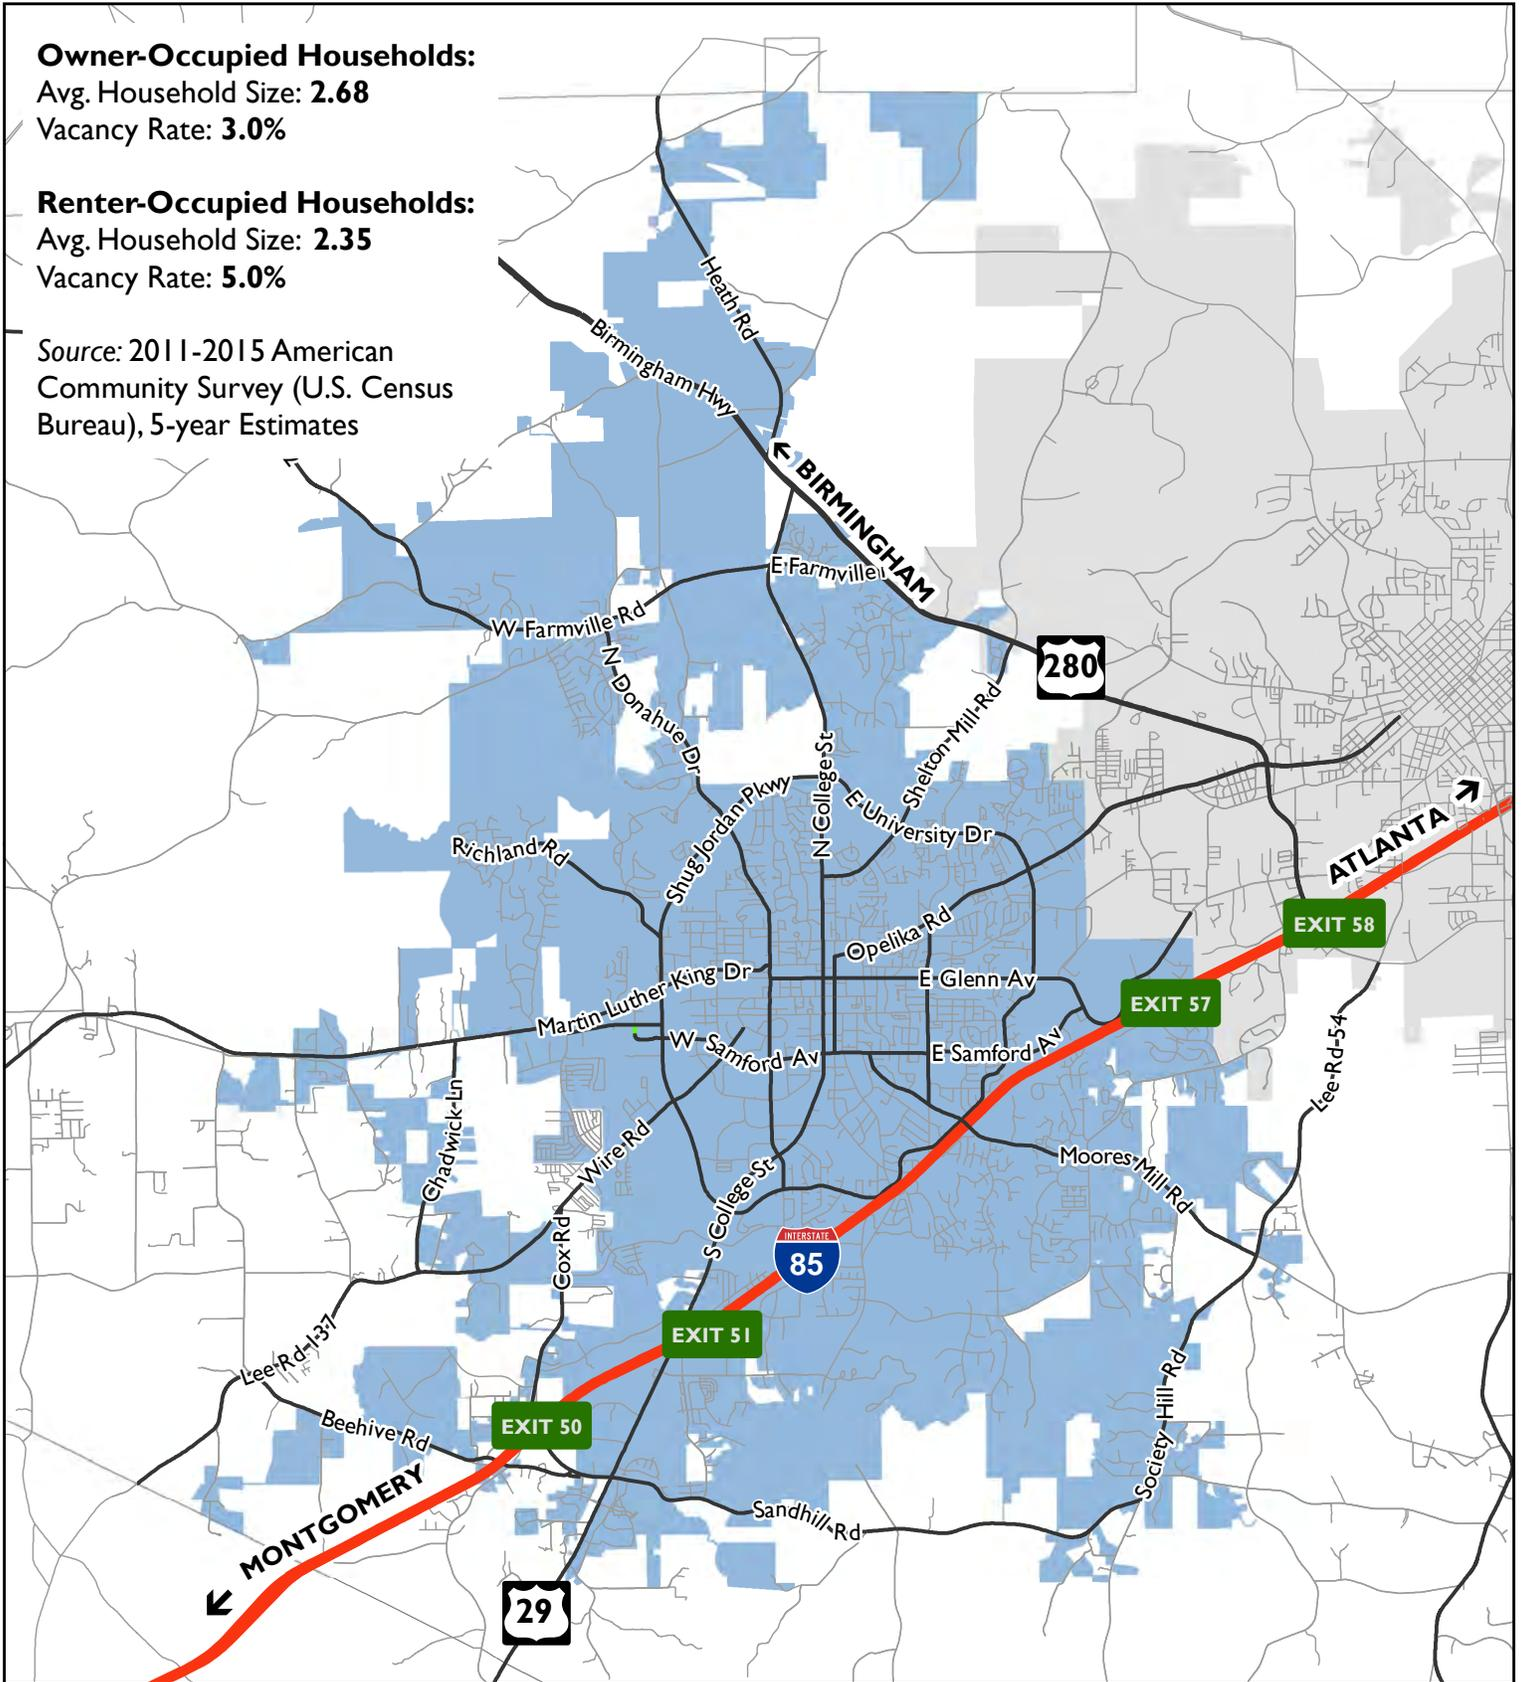 Owner-Occupied Households:
Avg. Household Size: 2.68
Vacancy Rate: 3.0%
Renter-Occupied Households:
Avg. Household Size: 2.35
Vacancy Rate: 5.0%
Source: 2011-2015 American
Community Survey (U.S. Census
Bureau), 5-year Estimates
Heath Rd
Birmingham Hwy
BIRMINGHAM
E Farmville
W Farmville Rd
280
N Donahue Dr
Shelton-Mill-Rd
N College St
Shug Jordan Pkwy
E University Dr
ATLANTA
Richland Rd
EXIT 58
Opelika Rd
Martin Luther King Dr
E Glenn Av
EXIT 57
W Samford Av
E Samford Av
Lee-Rd-54
Chadwick-Ln
Wire Rd
Moores-Mill-Rd
S College St
Cox Rd
INTERSTATE
85
EXIT 51
Lee-Rd-137
Society Hill Rd
Beehive Rd
EXIT 50
MONTGOMERY
Sandhill-Rd
29